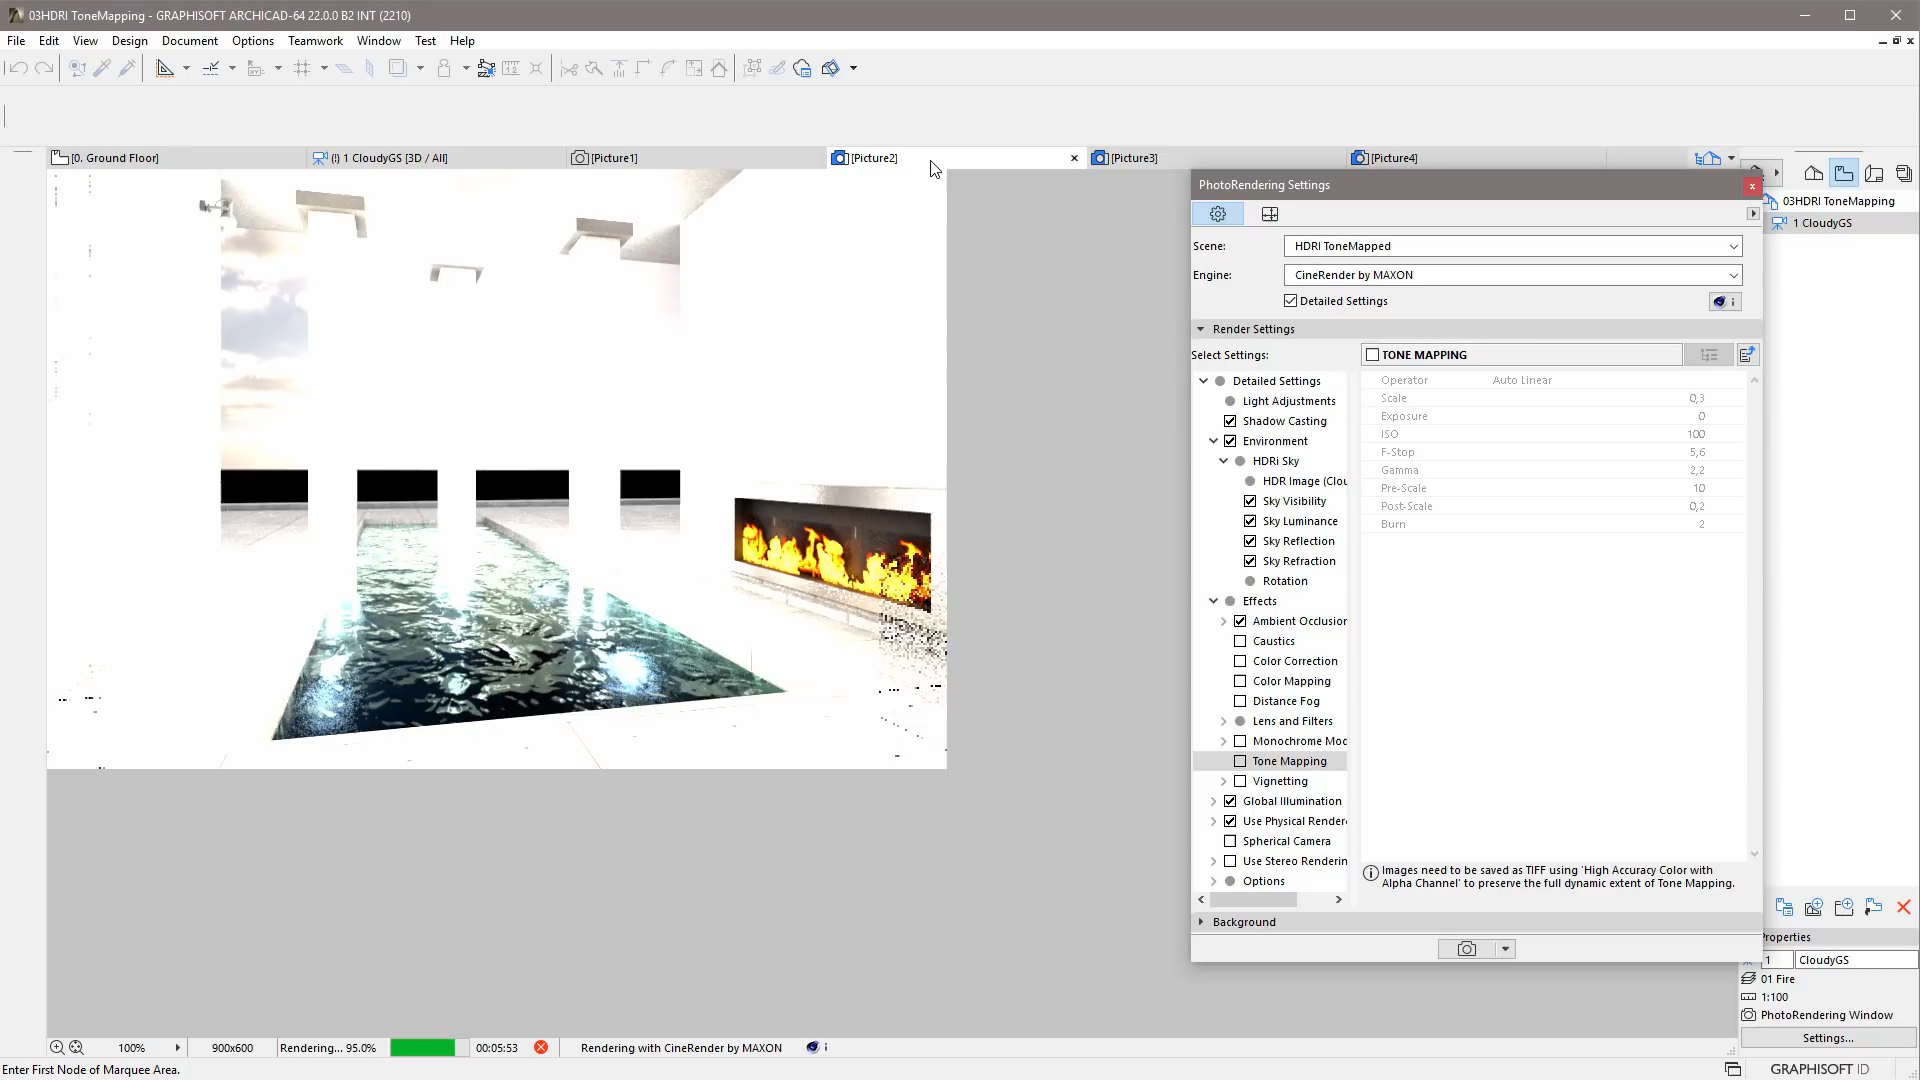 03HDRI ToneMapping - GRAPHISOFT ARCHICAD-64 22.0.0 B2 INT (2210)
File Edit View Design Document Options Teamwork Window Test Help
[0. Ground Floor] (!) 1 CloudyGS [3D / All] [Picture1] [Picture2] [Picture3] [Picture4]
PhotoRendering Settings
03HDRI ToneMapping
1 CloudyGS
Scene: HDRI ToneMapped
Engine: CineRender by MAXON
Detailed Settings
Render Settings
Select Settings: TONE MAPPING
Detailed Settings
Light Adjustments
Shadow Casting
Environment
HDRi Sky
HDR Image (Clou
Sky Visibility
Sky Luminance
Sky Reflection
Sky Refraction
Rotation
Effects
Ambient Occlusion
Caustics
Color Correction
Color Mapping
Distance Fog
Lens and Filters
Monochrome Mod
Tone Mapping
Vignetting
Global Illumination
Use Physical Rendere
Spherical Camera
Use Stereo Renderin
Options
Operator Auto Linear
Scale 0,3
Exposure 0
ISO 100
F-Stop 5,6
Gamma 2,2
Pre-Scale 10
Post-Scale 0,2
Burn 2
Images need to be saved as TIFF using 'High Accuracy Color with
Alpha Channel' to preserve the full dynamic extent of Tone Mapping.
Background
Properties
1 CloudyGS
01 Fire
1:100
PhotoRendering Window
Settings...
100% 900x600 Rendering... 95.0% 00:05:53 Rendering with CineRender by MAXON
Enter First Node of Marquee Area.
GRAPHISOFT ID